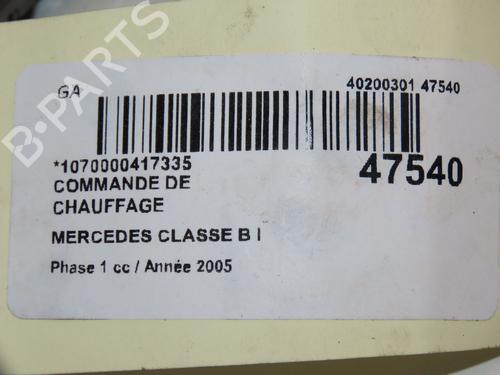 GA
40200301 47540
*1070000417335
47540
COMMANDE DE
CHAUFFAGE
MERCEDES CLASSE B I
Phase 1 cc / Année 2005
B-PARTS